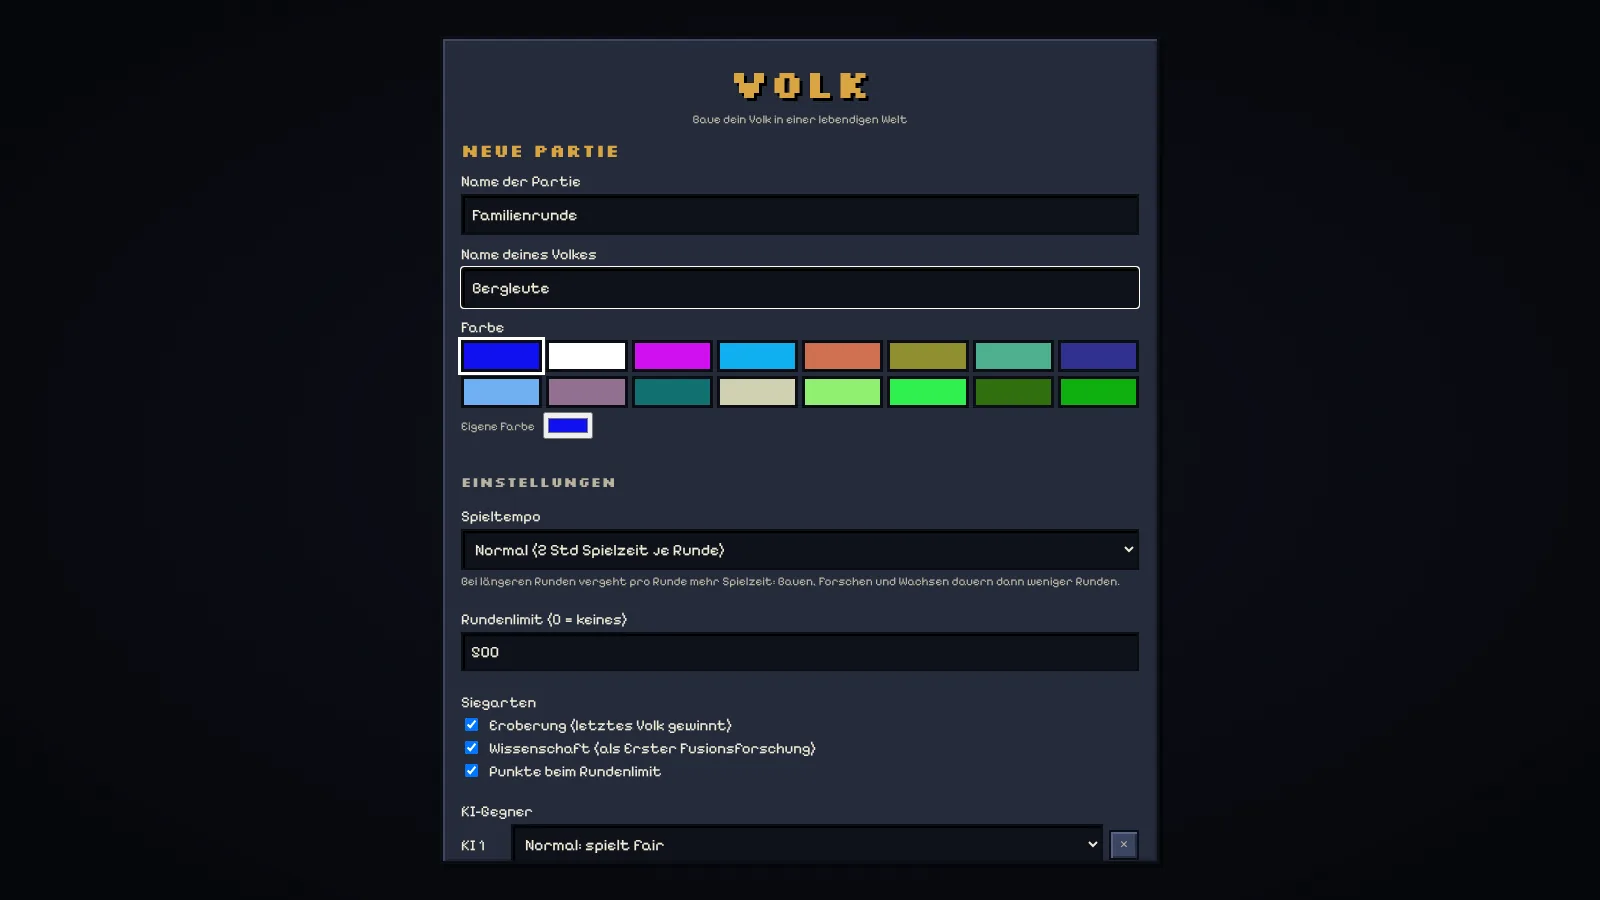 VOLK
Baue dein Volk in einer lebendigen Welt
NEUE PARTIE
Name der Partie
Familienrunde
Name deines Volkes
Bergleute
Farbe
Eigene Farbe
EINSTELLUNGEN
Spieltempo
Normal (2 Std Spielzeit je Runde)
Bei längeren Runden vergeht pro Runde mehr Spielzeit: Bauen, Forschen und Wachsen dauern dann weniger Runden.
Rundenlimit (0 = keines)
800
Siegarten
Eroberung (letztes Volk gewinnt)
Wissenschaft (als Erster Fusionsforschung)
Punkte beim Rundenlimit
KI-Gegner
KI 1
Normal: spielt fair
×